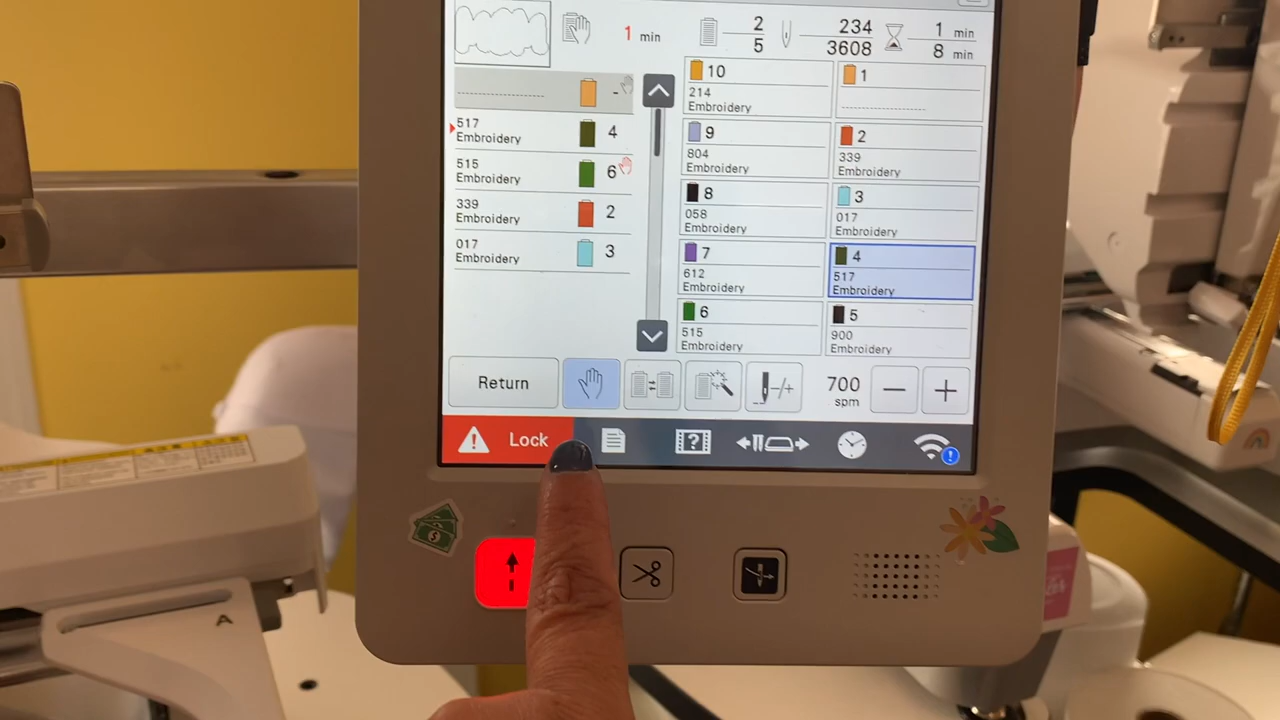 1 min
2
5
234
3608
1 min
8 min
-
517
Embroidery
4
515
Embroidery
6
339
Embroidery
2
017
Embroidery
3
10
214
Embroidery
9
804
Embroidery
8
058
Embroidery
7
612
Embroidery
6
515
Embroidery
1
2
339
Embroidery
3
017
Embroidery
4
517
Embroidery
5
900
Embroidery
Return
700
spm
Lock
A